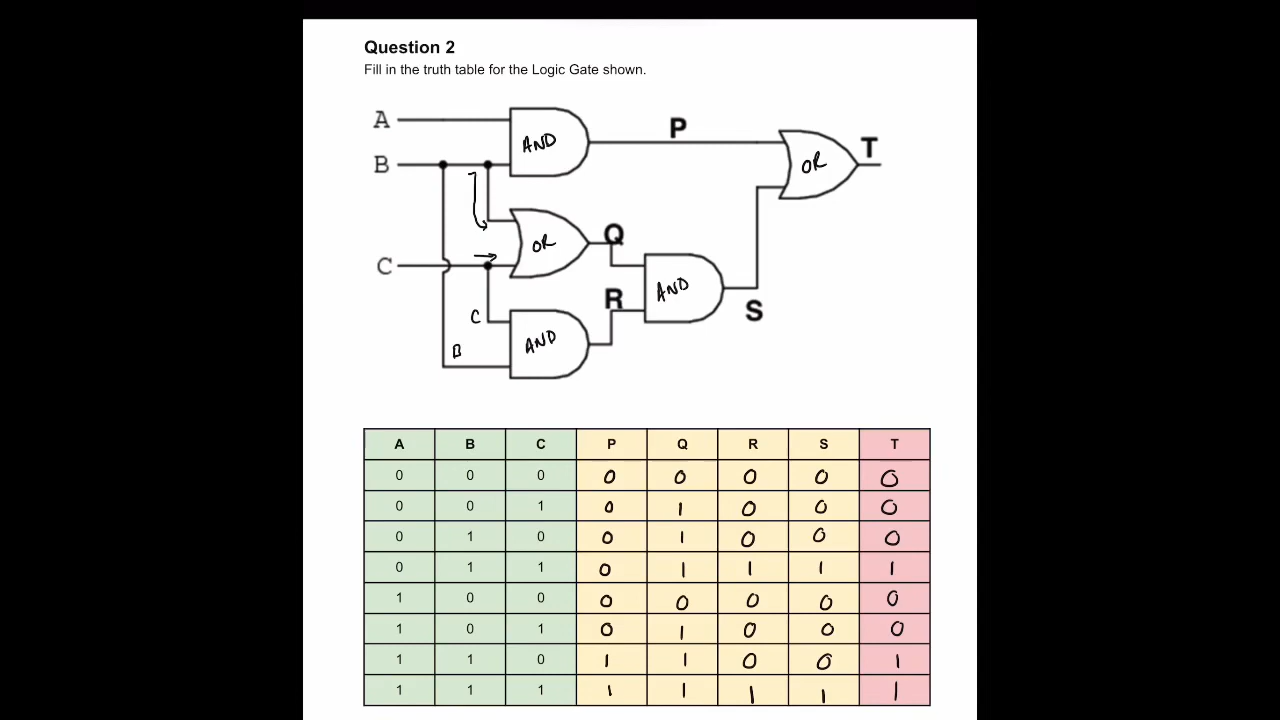 Question 2
Fill in the truth table for the Logic Gate shown.
A AND P OR T
B
OR Q
C
R AND S
C
B AND
A B C P Q R S T
0 0 0 0 0 0 0 0
0 0 1 0 1 0 0 0
0 1 0 0 1 0 0 0
0 1 1 0 1 1 1 1
1 0 0 0 0 0 0 0
1 0 1 0 1 0 0 0
1 1 0 1 1 0 0 1
1 1 1 1 1 1 1 1